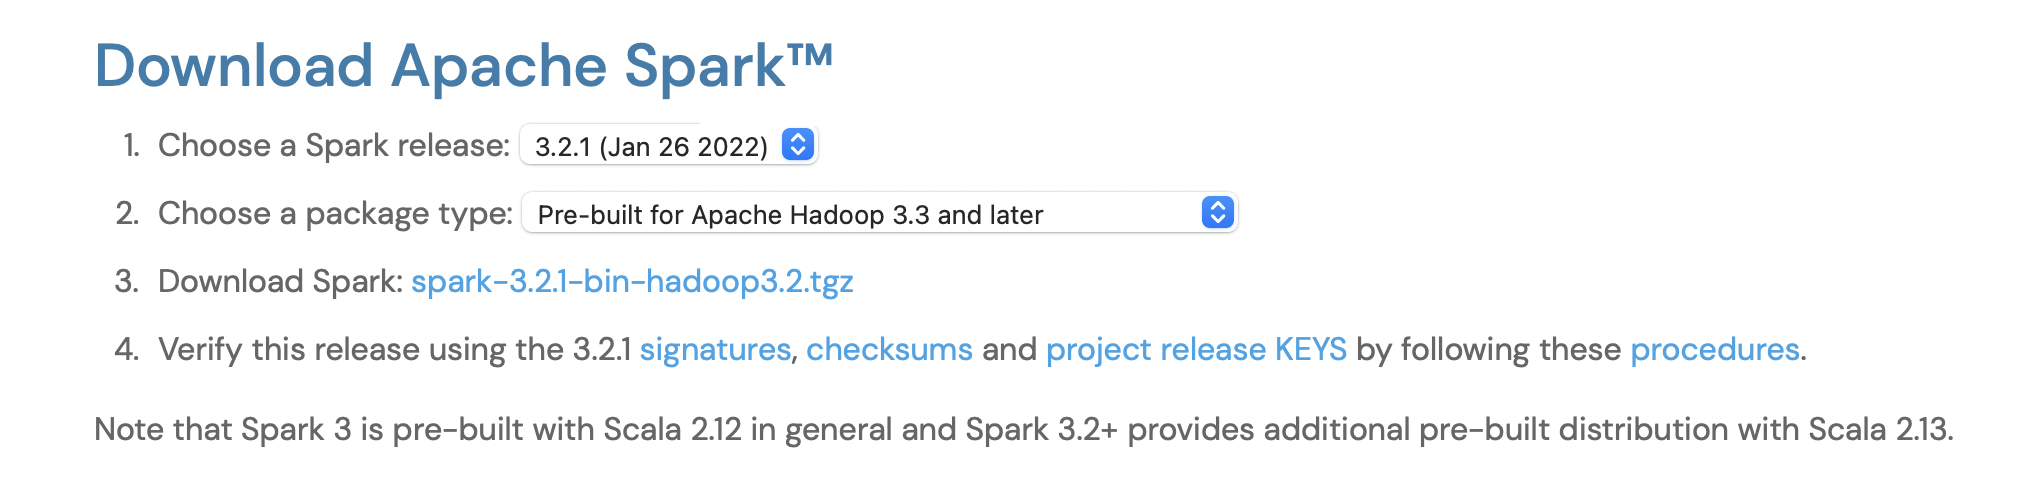 Download Apache Spark™
1. Choose a Spark release: 3.2.1 (Jan 26 2022)
2. Choose a package type: Pre-built for Apache Hadoop 3.3 and later
3. Download Spark: spark-3.2.1-bin-hadoop3.2.tgz
4. Verify this release using the 3.2.1 signatures, checksums and project release KEYS by following these procedures.
Note that Spark 3 is pre-built with Scala 2.12 in general and Spark 3.2+ provides additional pre-built distribution with Scala 2.13.